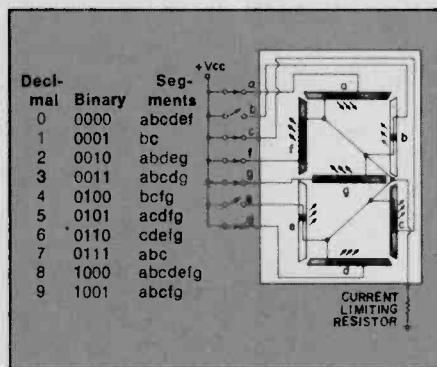 Deci- Seg-
mal Binary ments
0 0000 abcdef
1 0001 bc
2 0010 abdeg
3 0011 abcdg
4 0100 bcfg
5 0101 acdfg
6 0110 cdefg
7 0111 abc
8 1000 abcdefg
9 1001 abcfg
+Vcc
a
b
c
f
g
e
d
a
f
b
g
e
c
d
CURRENT
LIMITING
RESISTOR